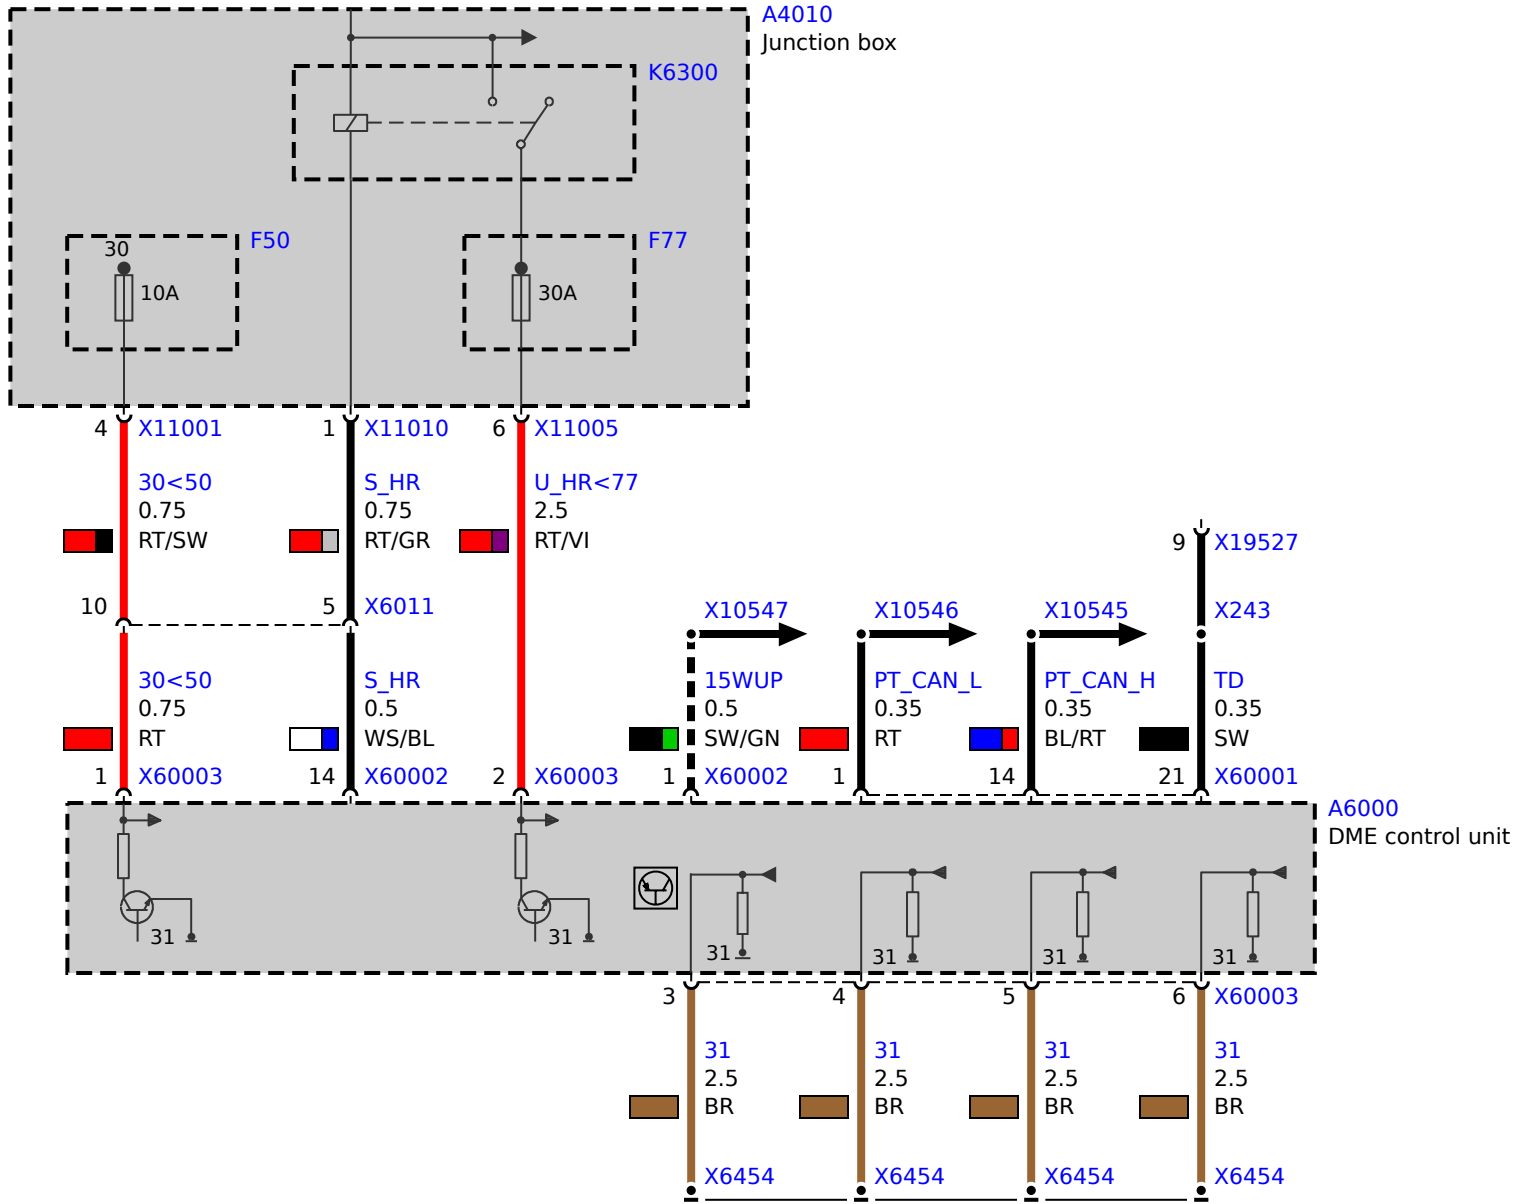 A4010
Junction box
K6300
F50
F77
30
10A
30A
4 X11001 1 X11010 6 X11005
30<50 S_HR U_HR<77
0.75 0.75 2.5
RT/SW RT/GR RT/VI
9 X19527
10 5 X6011 X10547 X10546 X10545 X243
30<50 S_HR 15WUP PT_CAN_L PT_CAN_H TD
0.75 0.5 0.5 0.35 0.35 0.35
RT WS/BL SW/GN RT BL/RT SW
1 X60003 14 X60002 2 X60003 1 X60002 1 14 21 X60001
A6000
DME control unit
31 31 31 31 31 31
3 4 5 6 X60003
31 31 31 31
2.5 2.5 2.5 2.5
BR BR BR BR
X6454 X6454 X6454 X6454